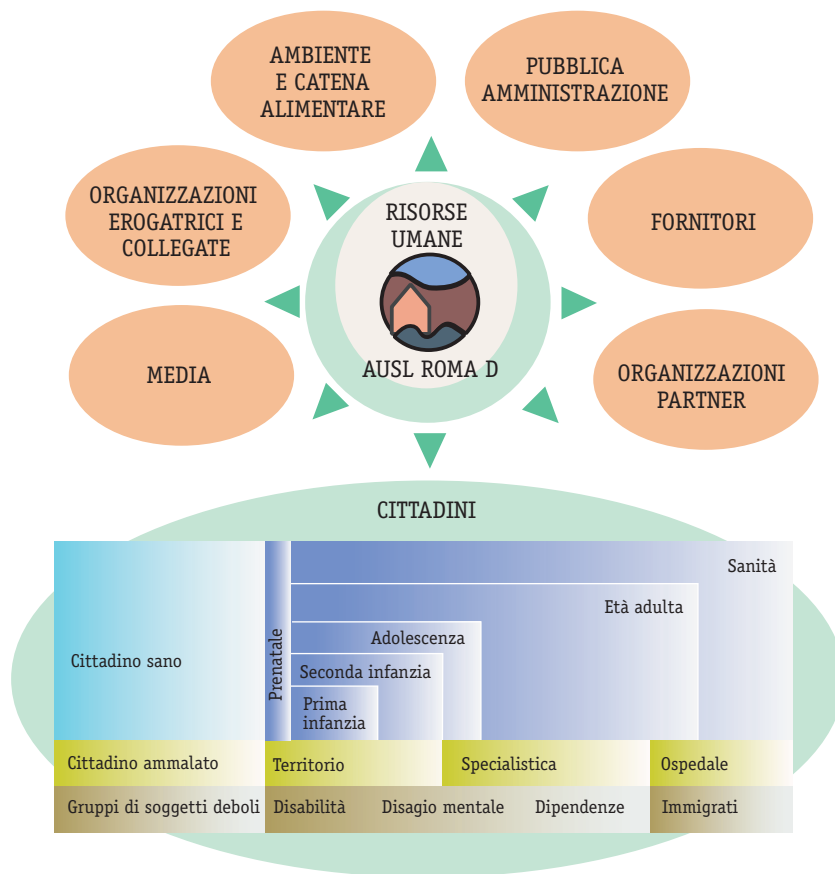 AMBIENTE
E CATENA
ALIMENTARE
PUBBLICA
AMMINISTRAZIONE
ORGANIZZAZIONI
EROGATRICI E
COLLEGATE
RISORSE
UMANE
FORNITORI
MEDIA
AUSL ROMA D
ORGANIZZAZIONI
PARTNER
CITTADINI
Cittadino sano
Prenatale
Sanità
Età adulta
Adolescenza
Seconda infanzia
Prima
infanzia
Cittadino ammalato
Territorio
Specialistica
Ospedale
Gruppi di soggetti deboli
Disabilità
Disagio mentale
Dipendenze
Immigrati